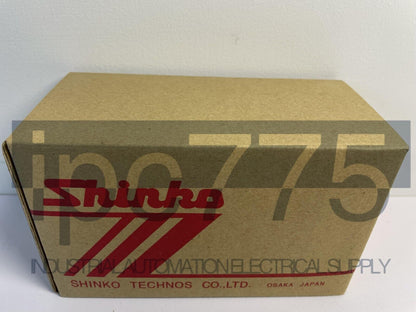 ipc775
Shinko
INDUSTRIAL AUTOMATION ELECTRICAL SUPPLY
SHINKO TECHNOS CO.,LTD. OSAKA JAPAN